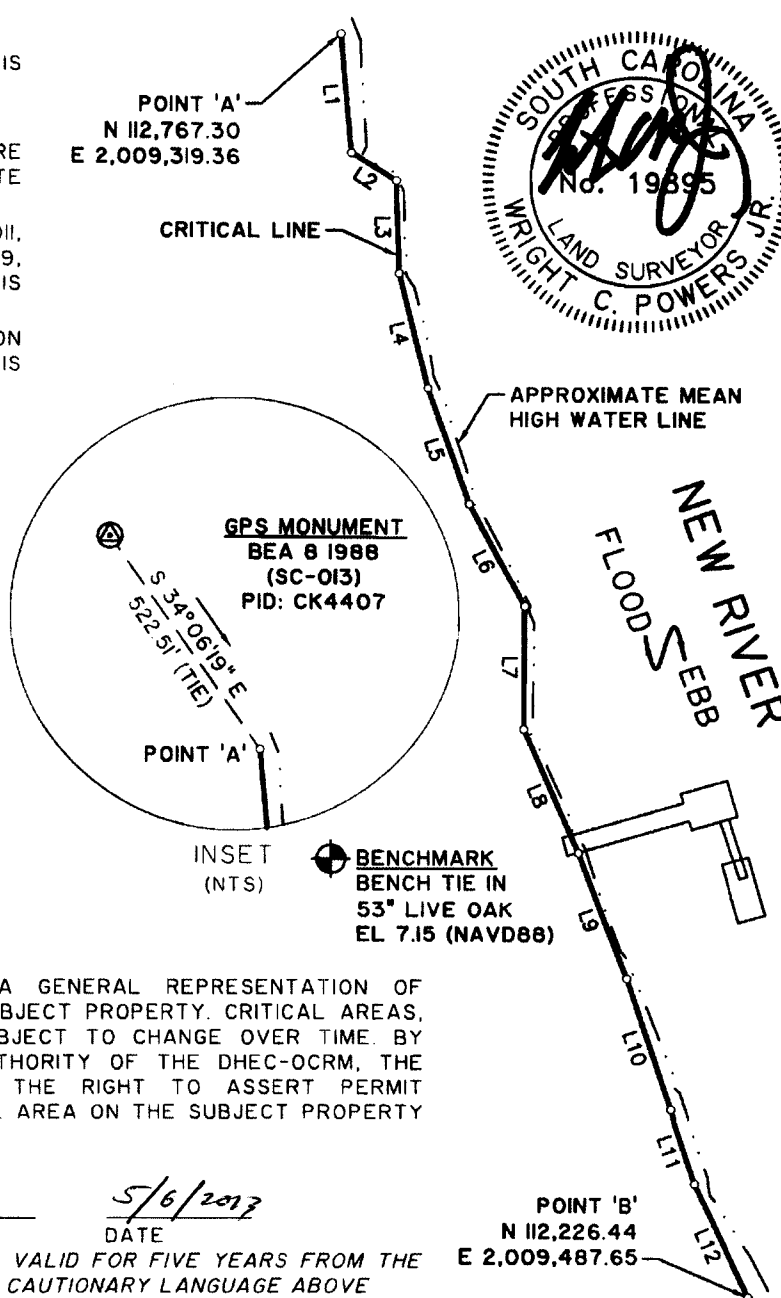 IS
RE
TE
011,
9,
IS
ON
IS
POINT 'A'
N 112,767.30
E 2,009,319.36
L1
L2
L3
CRITICAL LINE
L4
SOUTH CAROLINA
PROFESSIONAL
No. 19895
LAND SURVEYOR
WRIGHT C. POWERS JR.
APPROXIMATE MEAN
HIGH WATER LINE
L5
L6
NEW RIVER
FLOOD
EBB
GPS MONUMENT
BEA 8 1988
(SC-013)
PID: CK4407
S 34°06'19" E
522.51' (TIE)
L7
POINT 'A'
L8
INSET
(NTS)
BENCHMARK
BENCH TIE IN
53" LIVE OAK
EL 7.15 (NAVD88)
L9
A GENERAL REPRESENTATION OF
BJECT PROPERTY. CRITICAL AREAS,
BJECT TO CHANGE OVER TIME. BY
THORITY OF THE DHEC-OCRM, THE
THE RIGHT TO ASSERT PERMIT
AREA ON THE SUBJECT PROPERTY
L10
L11
L12
5/6/2013
DATE
VALID FOR FIVE YEARS FROM THE
CAUTIONARY LANGUAGE ABOVE
POINT 'B'
N 112,226.44
E 2,009,487.65